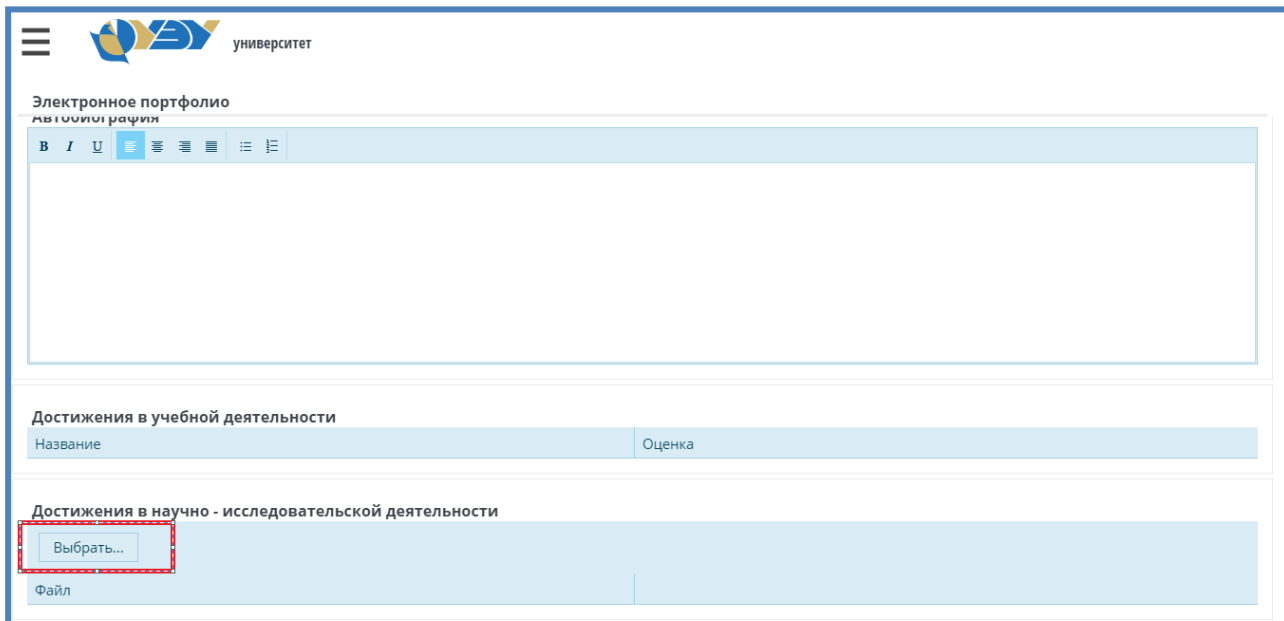 университет
Электронное портфолио
Автобиография
B I U
Достижения в учебной деятельности
Название Оценка
Достижения в научно - исследовательской деятельности
Выбрать...
Файл